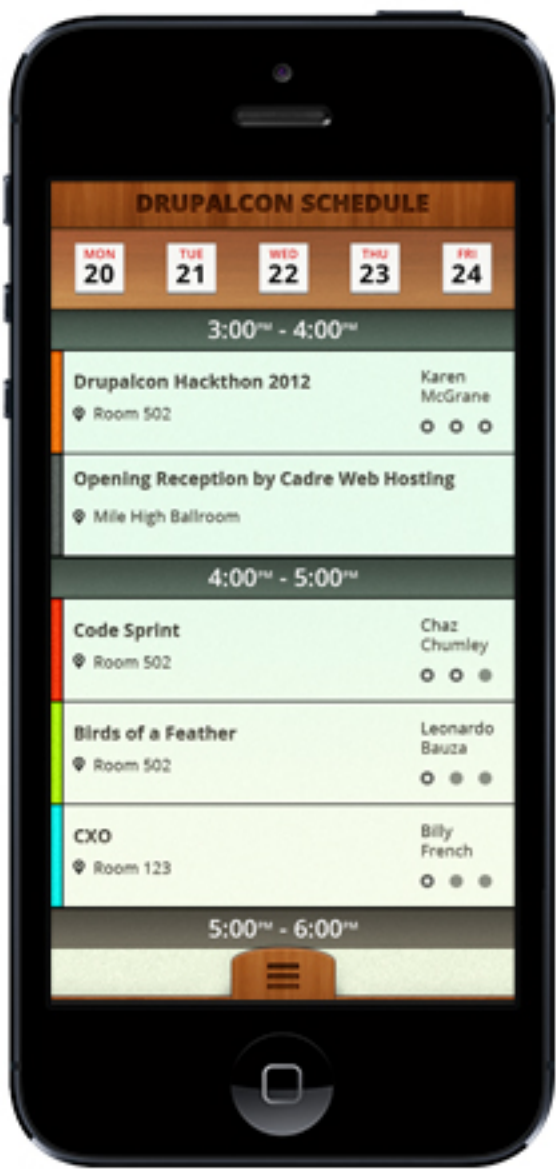 DRUPALCON SCHEDULE
MON TUE WED THU FRI
20 21 22 23 24
3:00PM - 4:00PM
Drupalcon Hackthon 2012
Karen
McGrane
Room 502
Opening Reception by Cadre Web Hosting
Mile High Ballroom
4:00PM - 5:00PM
Code Sprint
Chaz
Chumley
Room 502
Birds of a Feather
Leonardo
Bauza
Room 502
CXO
Billy
French
Room 123
5:00PM - 6:00PM